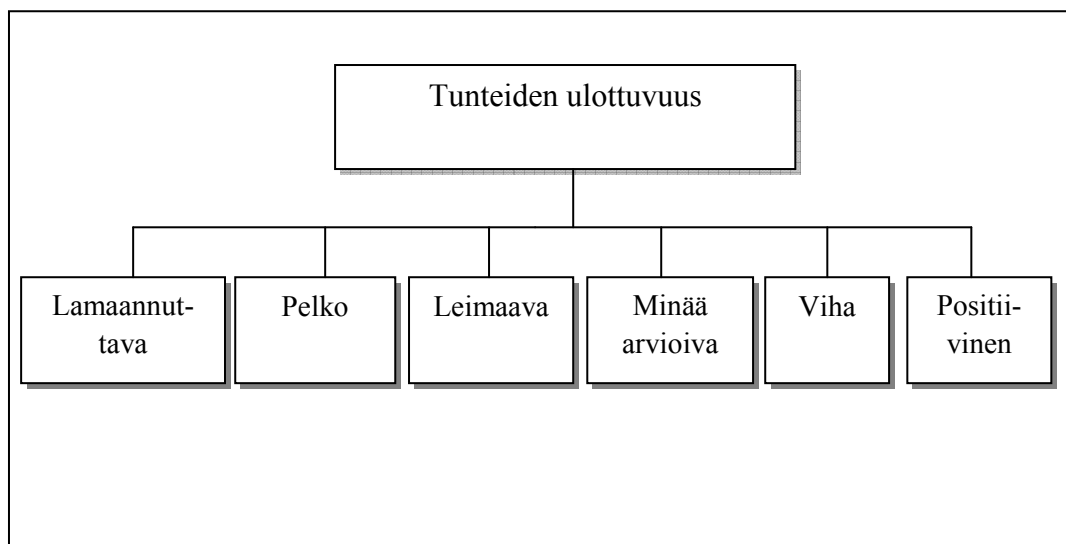 Tunteiden ulottuvuus
Lamaannut-
tava
Pelko
Leimaava
Minää
arvioiva
Viha
Positii-
vinen